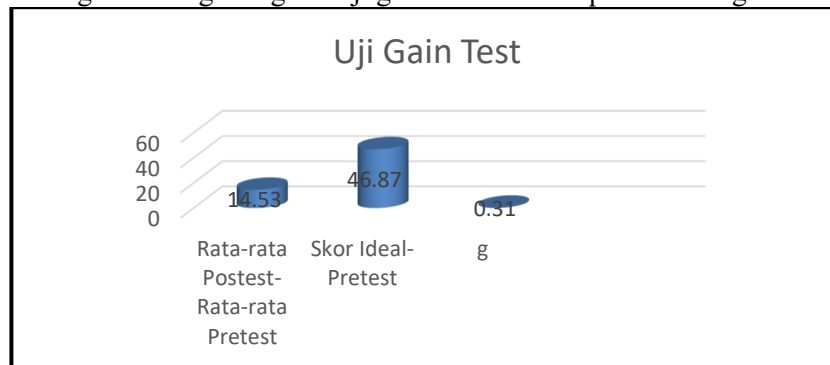 Uji Gain Test
60
40
20
0
14.53
46.87
0.31
Rata-rata
Postest-
Rata-rata
Pretest
Skor Ideal-
Pretest
g